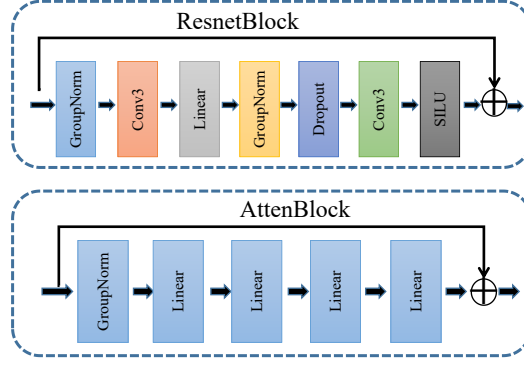 ResnetBlock
GroupNorm
Conv3
Linear
GroupNorm
Dropout
Conv3
SILU
AttenBlock
GroupNorm
Linear
Linear
Linear
Linear